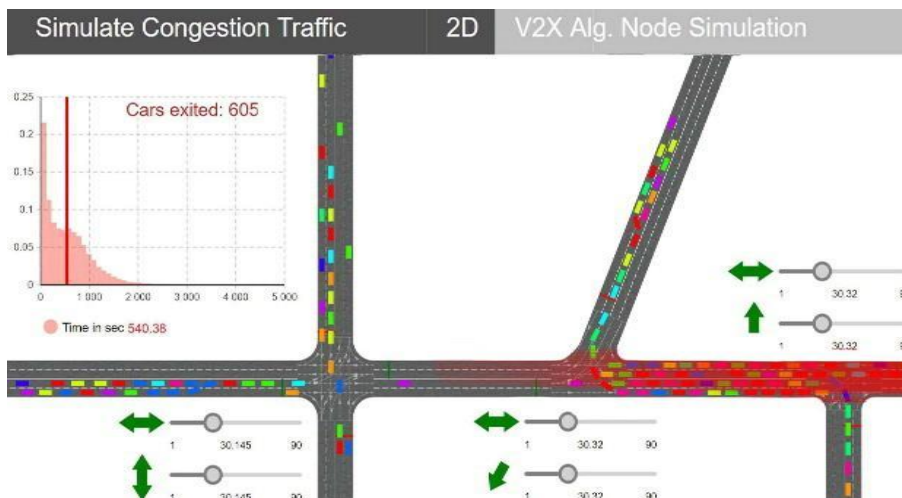 Simulate Congestion Traffic
2D
V2X Alg. Node Simulation
Cars exited: 605
0.25
0.2
0.15
0.1
0.05
0
0 1 000 2 000 3 000 4 000 5 000
Time in sec 540.38
1 30.32
1 30.32
1 30.145 90
1 30.145 90
1 30.32 90
1 30.32 90